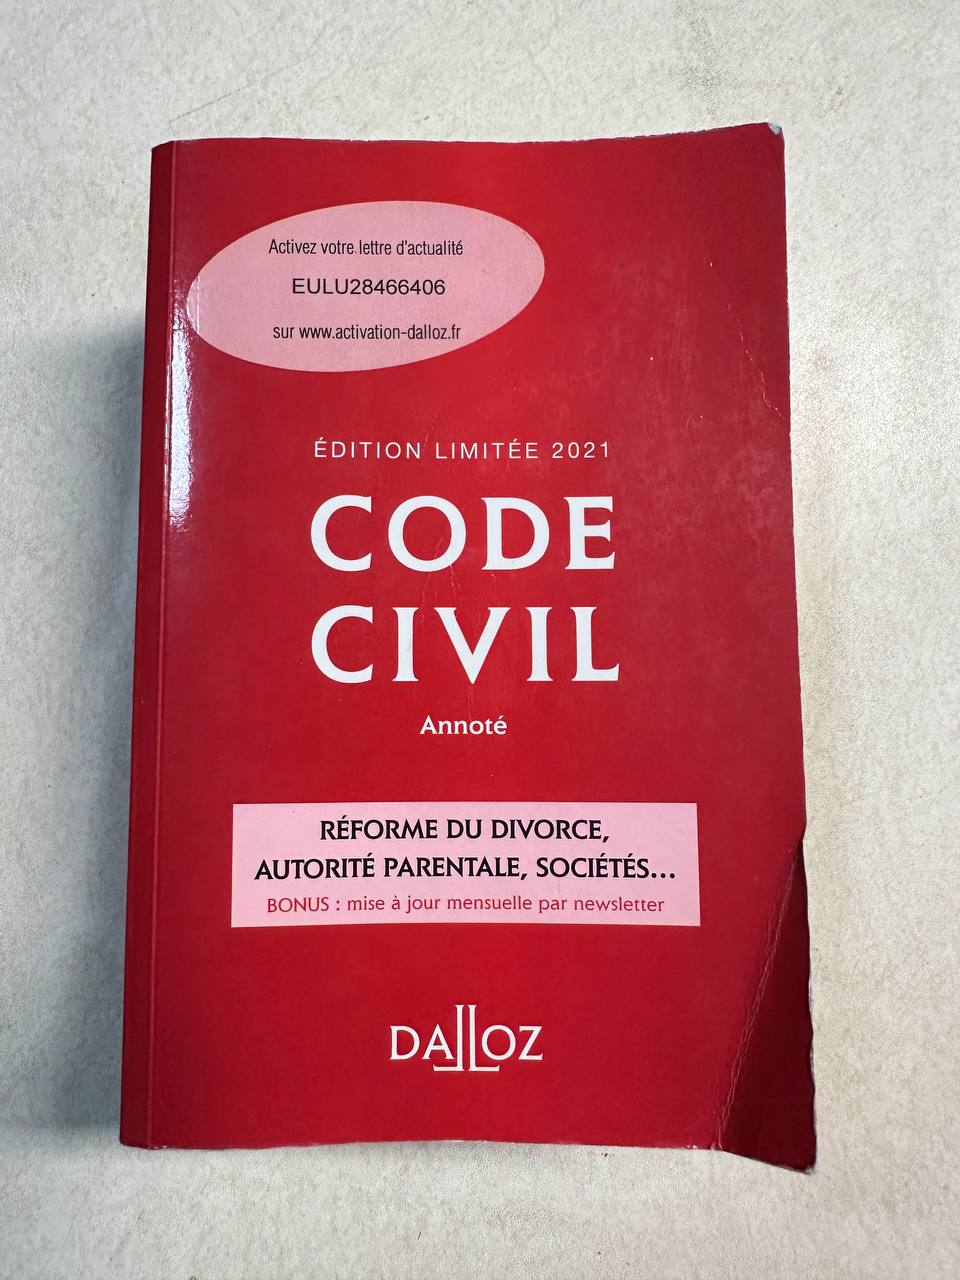 Activez votre lettre d'actualité
EULU28466406
sur www.activation-dalloz.fr
ÉDITION LIMITÉE 2021
CODE
CIVIL
Annoté
RÉFORME DU DIVORCE,
AUTORITÉ PARENTALE, SOCIÉTÉS...
BONUS : mise à jour mensuelle par newsletter
DALLOZ